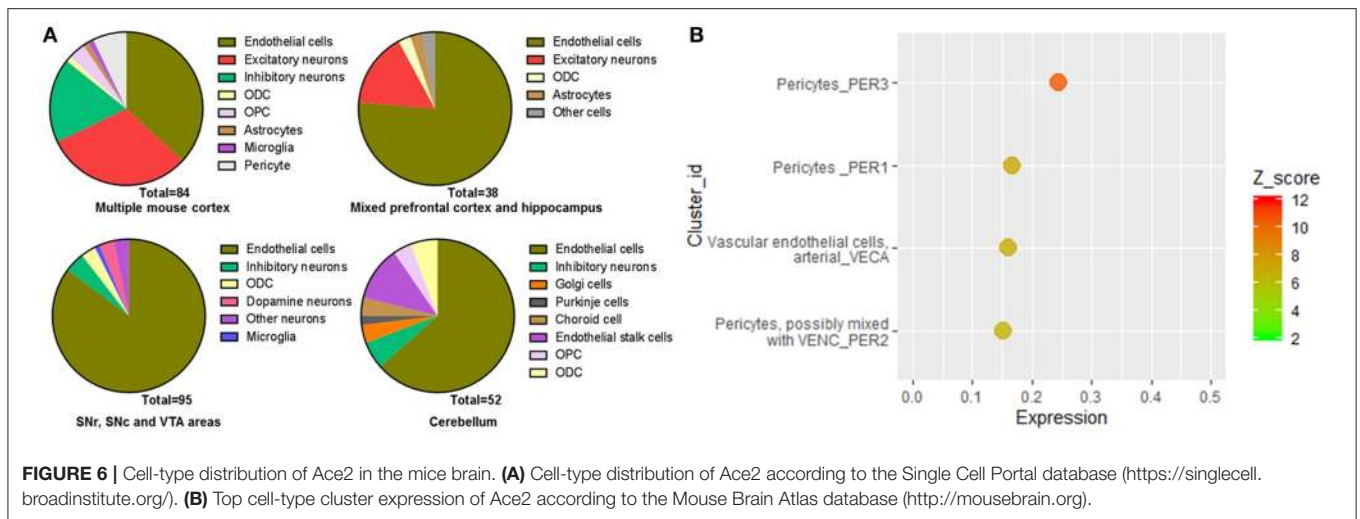 A
Endothelial cells
Excitatory neurons
Inhibitory neurons
ODC
OPC
Astrocytes
Microglia
Pericyte
Total=84
Multiple mouse cortex
Endothelial cells
Excitatory neurons
ODC
Astrocytes
Other cells
Total=38
Mixed prefrontal cortex and hippocampus
Endothelial cells
Inhibitory neurons
ODC
Dopamine neurons
Other neurons
Microglia
Total=95
SNr, SNc and VTA areas
Endothelial cells
Inhibitory neurons
Golgi cells
Purkinje cells
Choroid cell
Endothelial stalk cells
OPC
ODC
Total=52
Cerebellum
B
Cluster_id
Pericytes_PER3
Pericytes _PER1
Vascular endothelial cells,
arterial_VECA
Pericytes, possibly mixed
with VENC_PER2
0.0 0.1 0.2 0.3 0.4 0.5
Expression
Z_score
12
10
8
6
4
2
FIGURE 6 | Cell-type distribution of Ace2 in the mice brain. (A) Cell-type distribution of Ace2 according to the Single Cell Portal database (https://singlecell.
broadinstitute.org/). (B) Top cell-type cluster expression of Ace2 according to the Mouse Brain Atlas database (http://mousebrain.org).